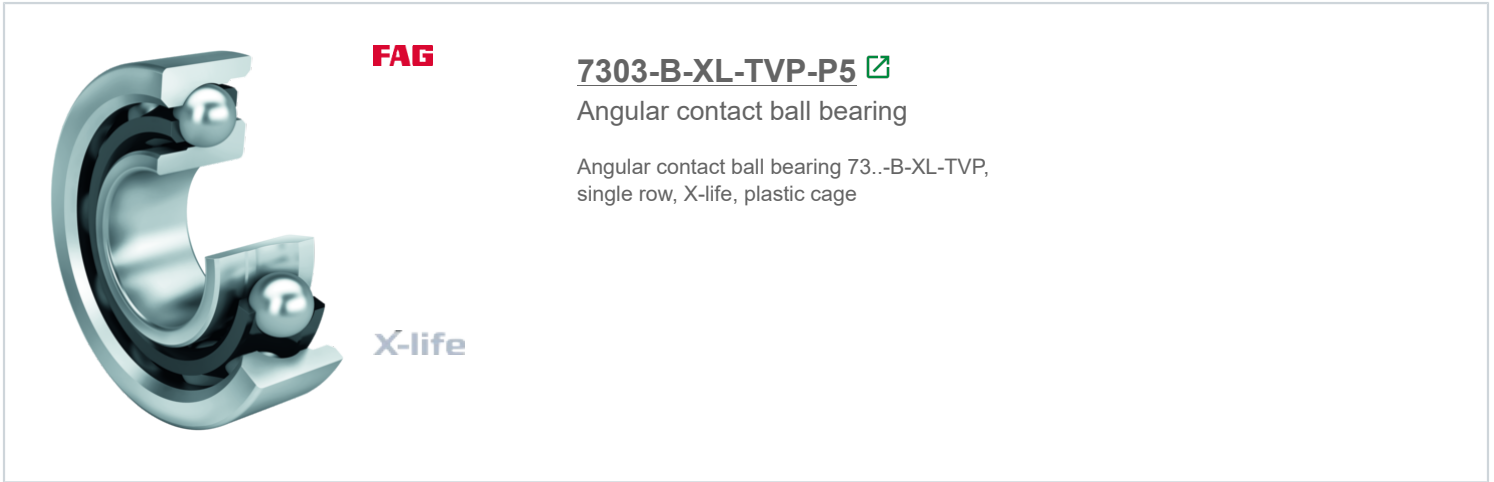 FAG
7303-B-XL-TVP-P5
Angular contact ball bearing
Angular contact ball bearing 73..-B-XL-TVP,
single row, X-life, plastic cage
X-life